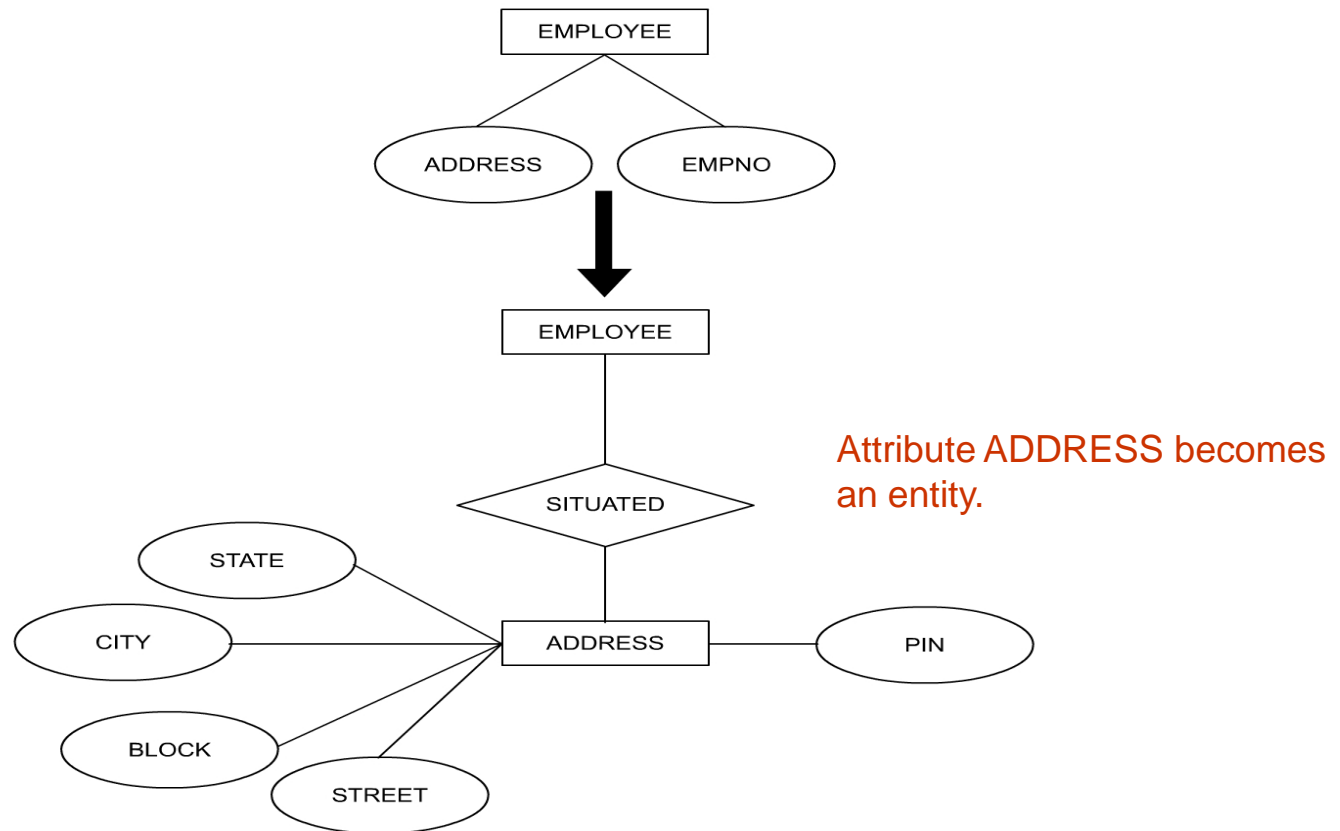 EMPLOYEE
ADDRESS
EMPNO
EMPLOYEE
Attribute ADDRESS becomes
an entity.
SITUATED
STATE
CITY
ADDRESS
PIN
BLOCK
STREET